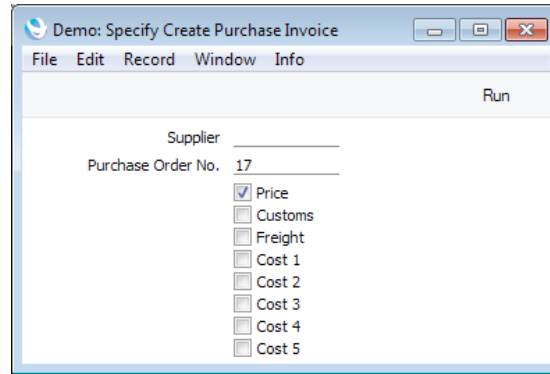 Demo: Specify Create Purchase Invoice
File Edit Record Window Info
Run
Supplier
Purchase Order No. 17
Price
Customs
Freight
Cost 1
Cost 2
Cost 3
Cost 4
Cost 5